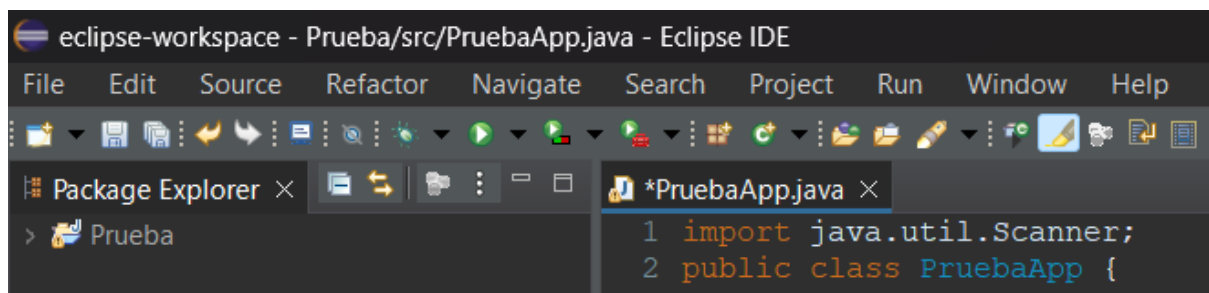 eclipse-workspace - Prueba/src/PruebaApp.java - Eclipse IDE
File Edit Source Refactor Navigate Search Project Run Window Help
Package Explorer
Prueba
*PruebaApp.java
1 import java.util.Scanner;
2 public class PruebaApp {